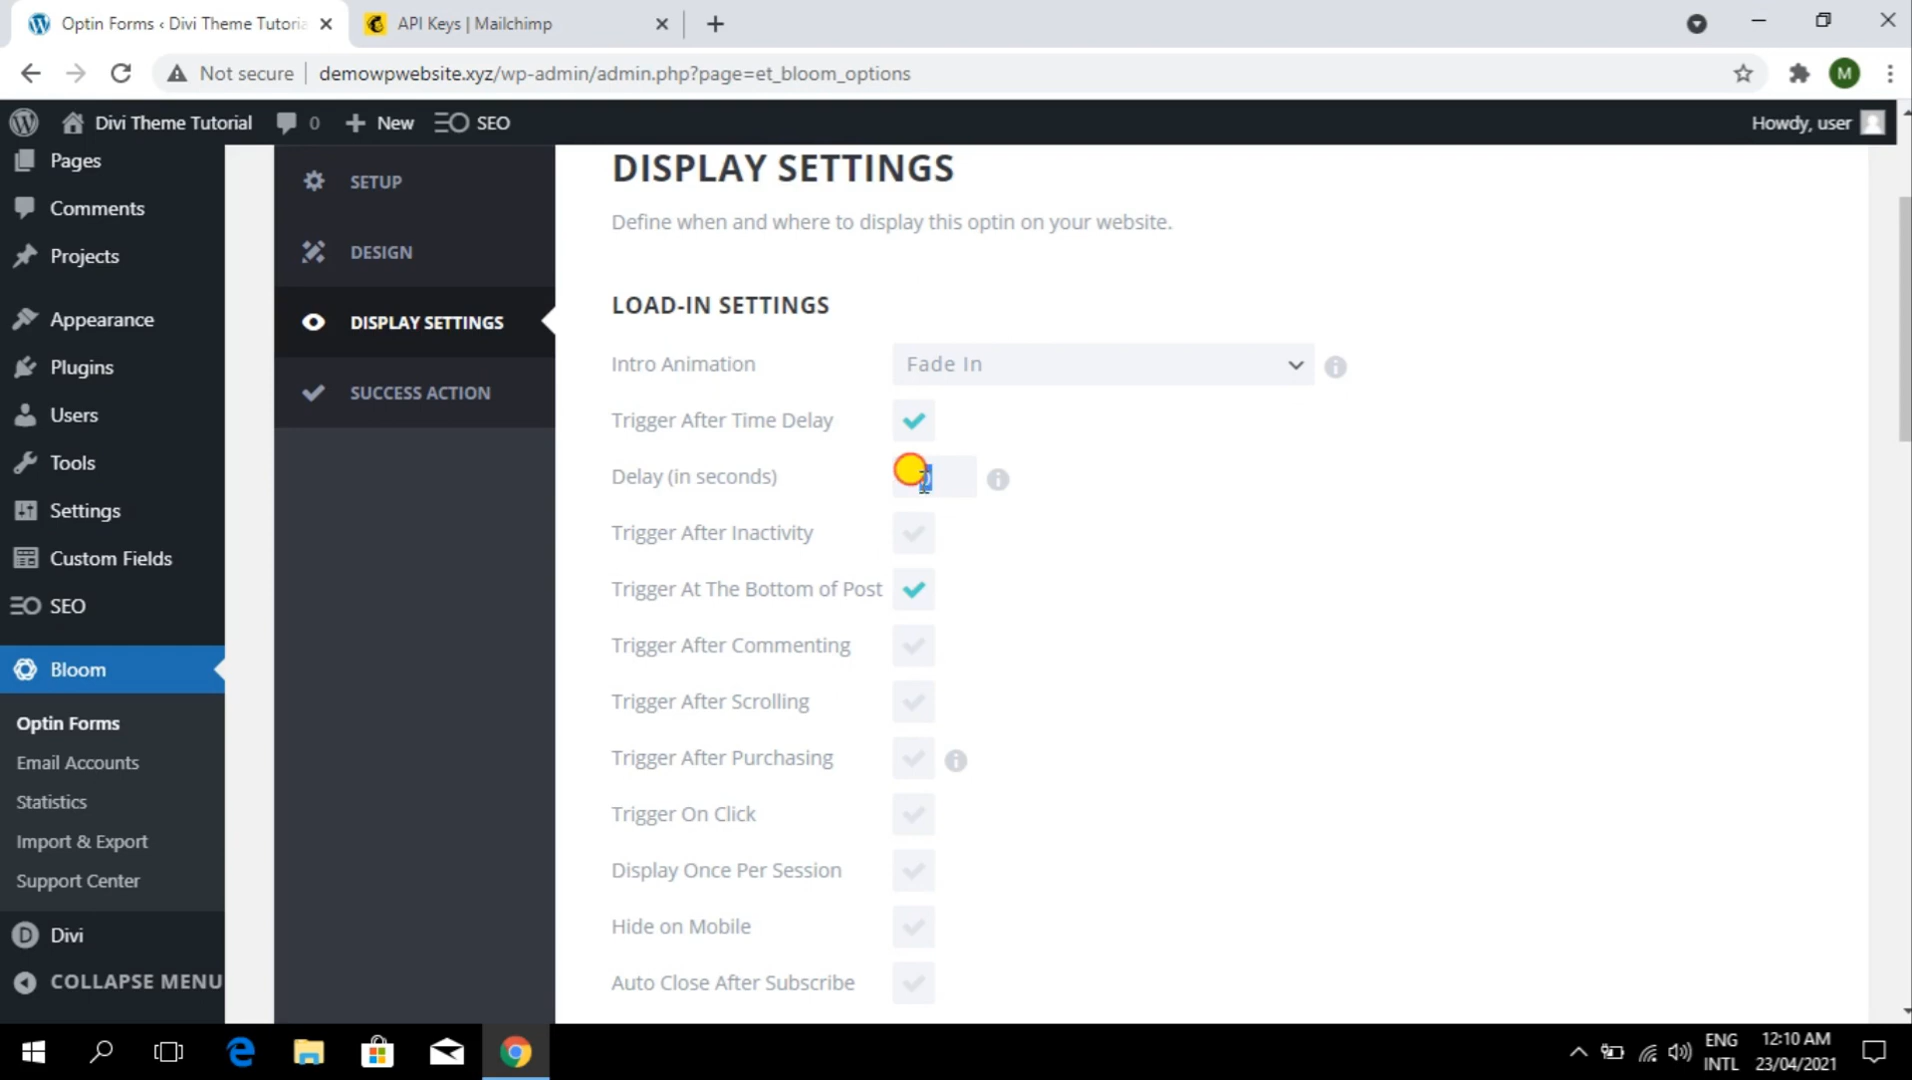 Optin Forms ‹ Divi Theme Tutoria
API Keys | Mailchimp
Not secure
demowpwebsite.xyz/wp-admin/admin.php?page=et_bloom_options
M
Divi Theme Tutorial
0
New
SEO
Howdy, user
Pages
Comments
Projects
Appearance
Plugins
Users
Tools
Settings
Custom Fields
SEO
Bloom
Optin Forms
Email Accounts
Statistics
Import & Export
Support Center
Divi
COLLAPSE MENU
SETUP
DESIGN
DISPLAY SETTINGS
SUCCESS ACTION
DISPLAY SETTINGS
Define when and where to display this optin on your website.
LOAD-IN SETTINGS
Intro Animation
Fade In
Trigger After Time Delay
Delay (in seconds)
Trigger After Inactivity
Trigger At The Bottom of Post
Trigger After Commenting
Trigger After Scrolling
Trigger After Purchasing
Trigger On Click
Display Once Per Session
Hide on Mobile
Auto Close After Subscribe
ENG
INTL
12:10 AM
23/04/2021